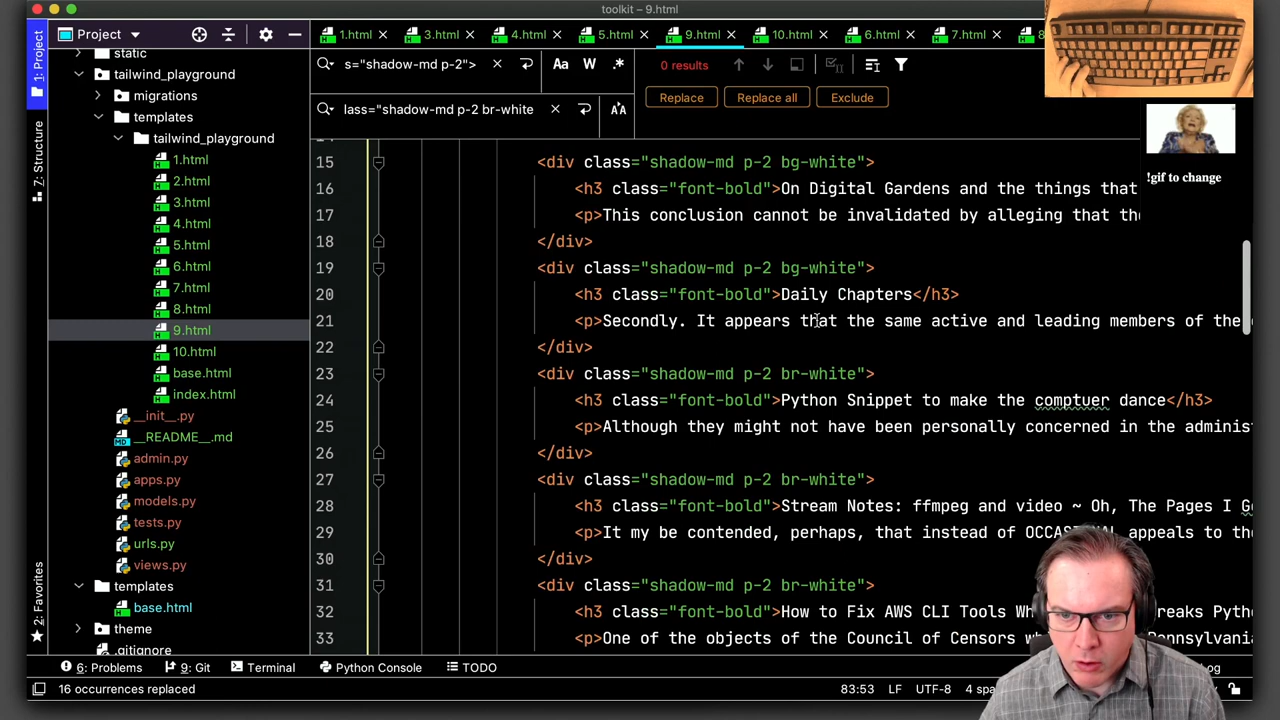 toolkit – 9.html
Project
1.html
3.html
4.html
5.html
9.html
10.html
6.html
7.html
8
s="shadow-md p-2">
Aa
W
.*
0 results
lass="shadow-md p-2 br-white
Replace
Replace all
Exclude
!gif to change
1: Project
7: Structure
2: Favorites
static
tailwind_playground
migrations
templates
tailwind_playground
1.html
2.html
3.html
4.html
5.html
6.html
7.html
8.html
9.html
10.html
base.html
index.html
__init__.py
__README__.md
admin.py
apps.py
models.py
tests.py
urls.py
views.py
templates
base.html
theme
.gitignore
15 <div class="shadow-md p-2 bg-white">
16 <h3 class="font-bold">On Digital Gardens and the things that
17 <p>This conclusion cannot be invalidated by alleging that the
18 </div>
19 <div class="shadow-md p-2 bg-white">
20 <h3 class="font-bold">Daily Chapters</h3>
21 <p>Secondly. It appears that the same active and leading members of the
22 </div>
23 <div class="shadow-md p-2 br-white">
24 <h3 class="font-bold">Python Snippet to make the comptuer dance</h3>
25 <p>Although they might not have been personally concerned in the adminis
26 </div>
27 <div class="shadow-md p-2 br-white">
28 <h3 class="font-bold">Stream Notes: ffmpeg and video ~ Oh, The Pages I G
29 <p>It my be contended, perhaps, that instead of OCCASIONAL appeals to the
30 </div>
31 <div class="shadow-md p-2 br-white">
32 <h3 class="font-bold">How to Fix AWS CLI Tools Wh reaks Pyth
33 <p>One of the objects of the Council of Censors w Pennsylvania
6: Problems
9: Git
Terminal
Python Console
TODO
og
16 occurrences replaced
83:53
LF
UTF-8
4 spa